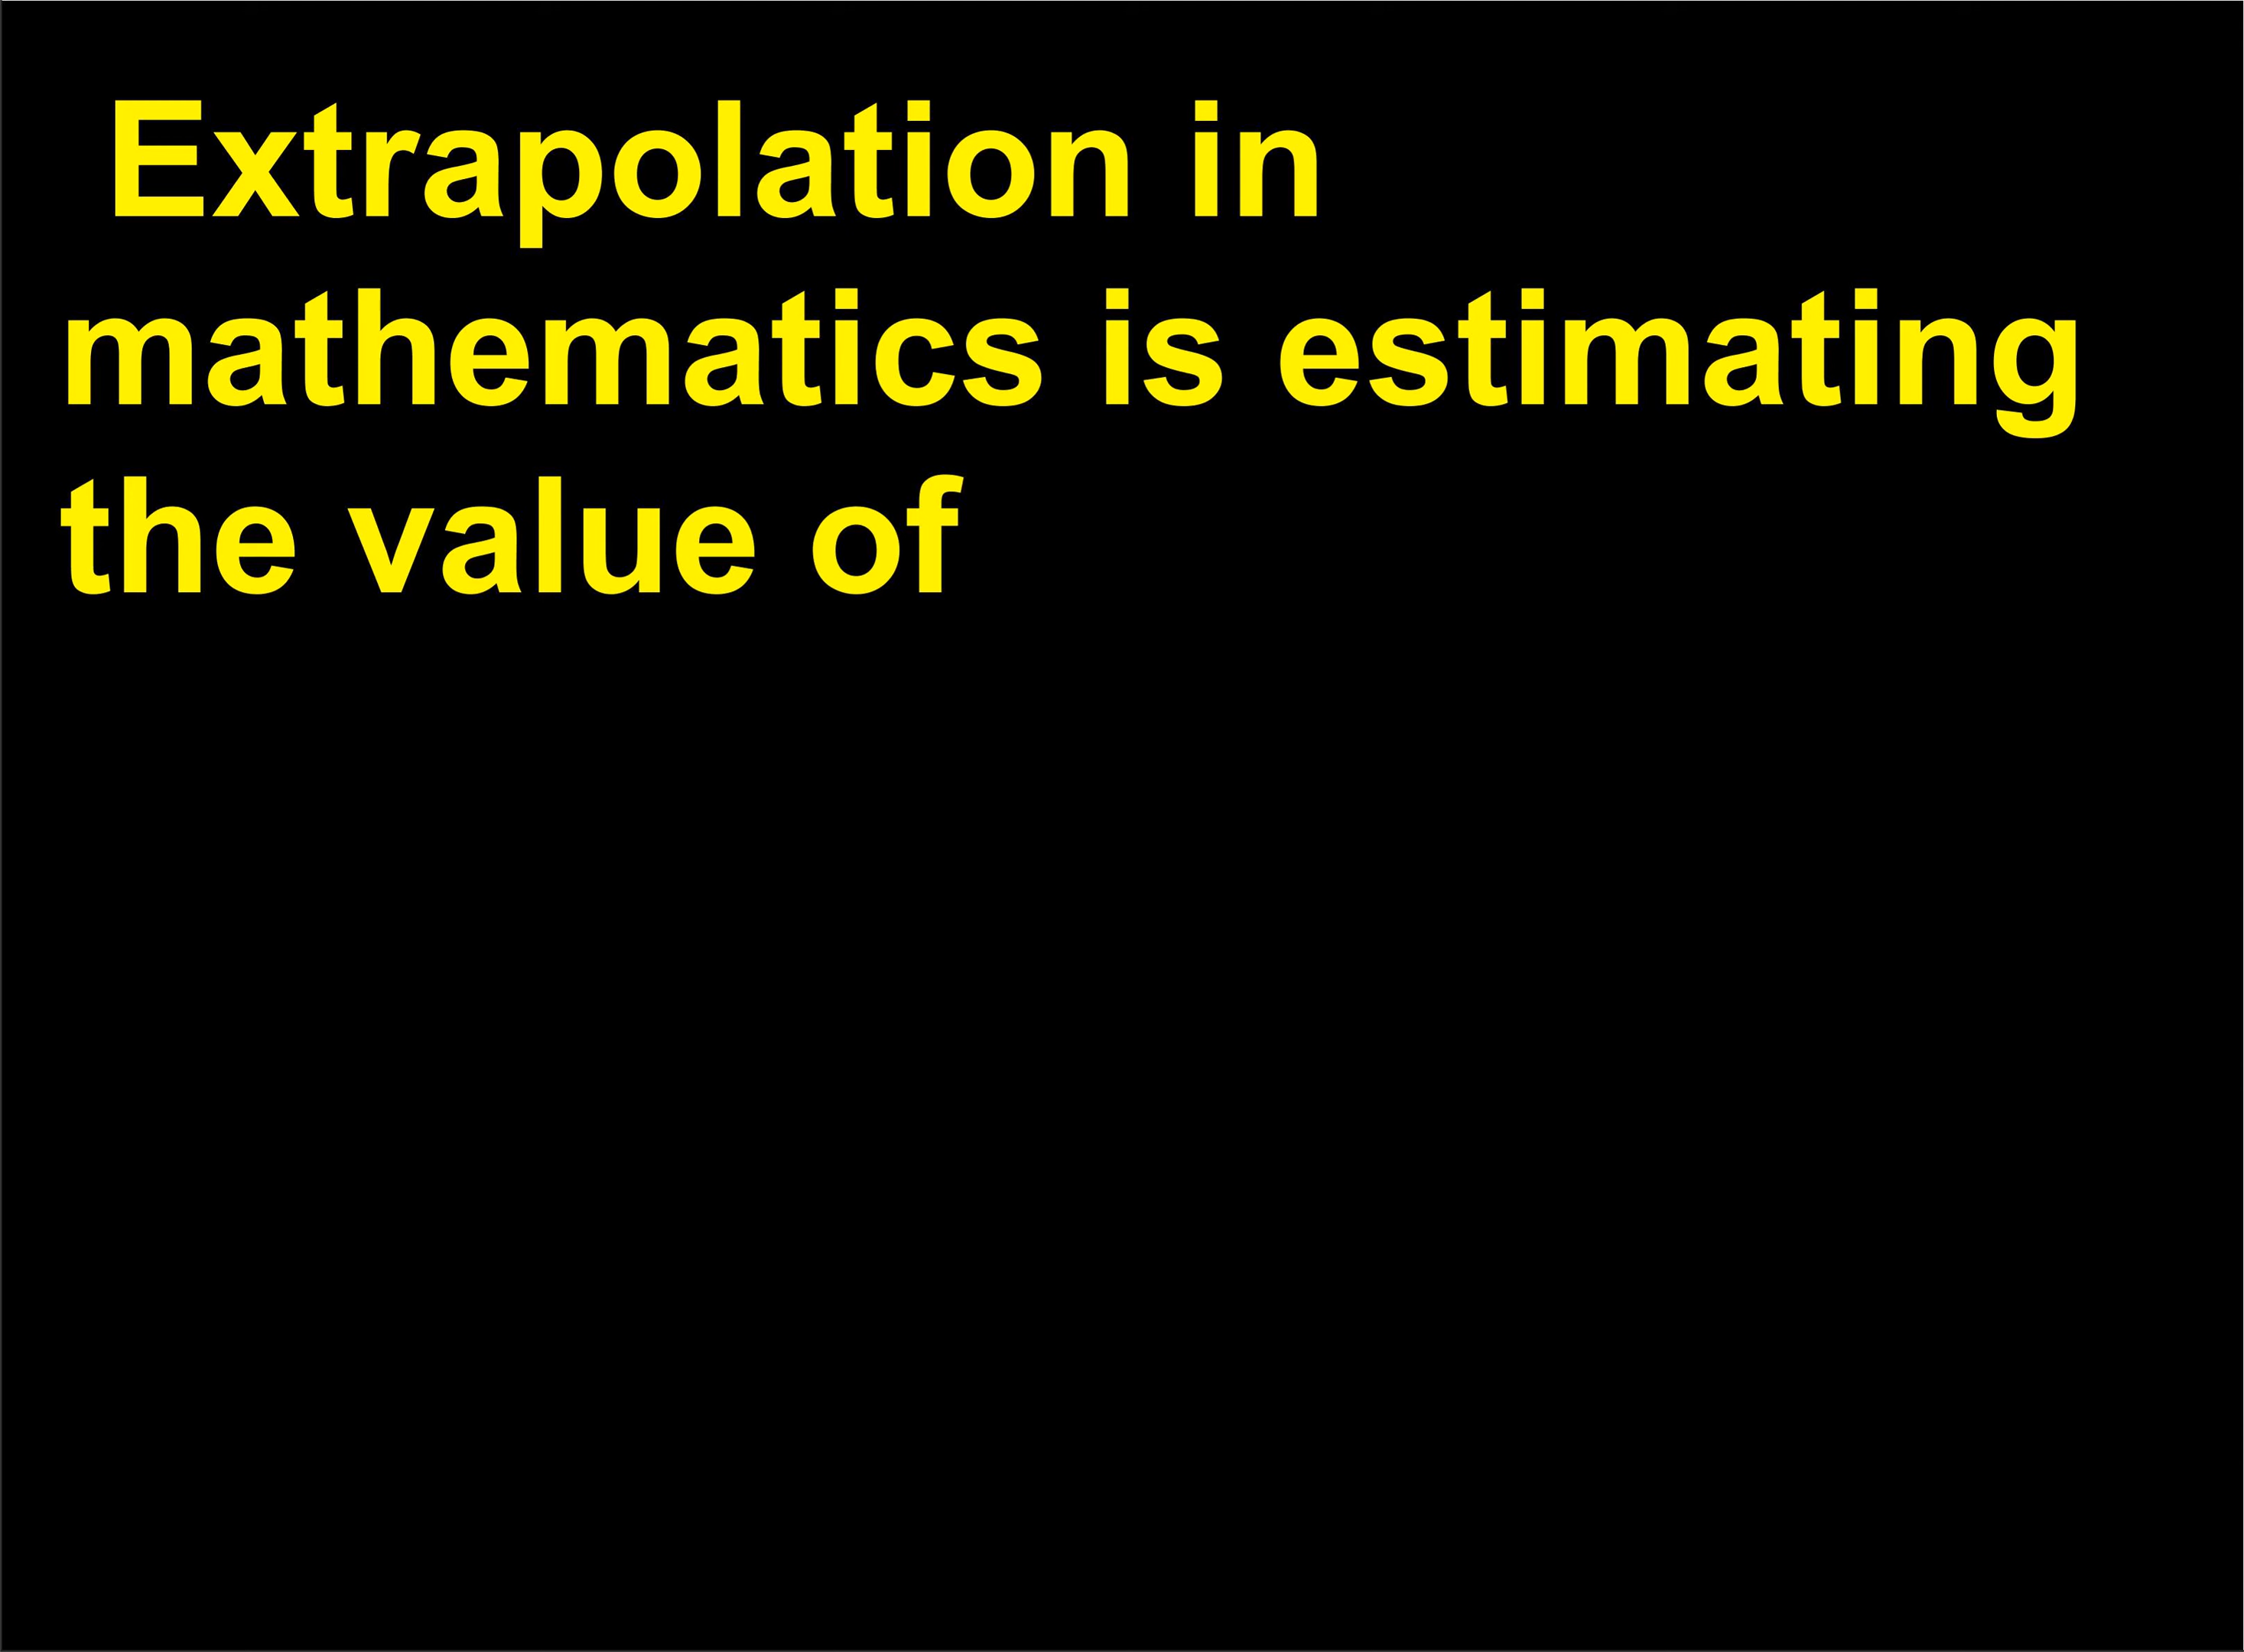 Extrapolation in
mathematics is estimating
the value of